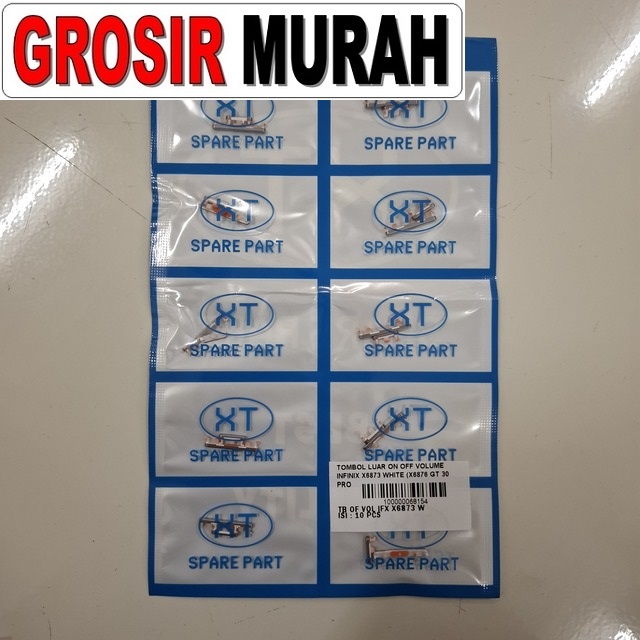 GROSIR MURAH
XT XT
SPARE PART SPARE PART
XT XT
SPARE PART SPARE PART
XT XT
SPARE PART SPARE PART
XT XT
SPARE PART SPARE PART
TOMBOL LUAR ON OFF VOLUME
INFINIX X6873 WHITE (X6876 GT 30
PRO
100000068154
TB OF VOL IFX X6873 W
ISI : 10 PCS
XT
SPARE PART SPARE PART